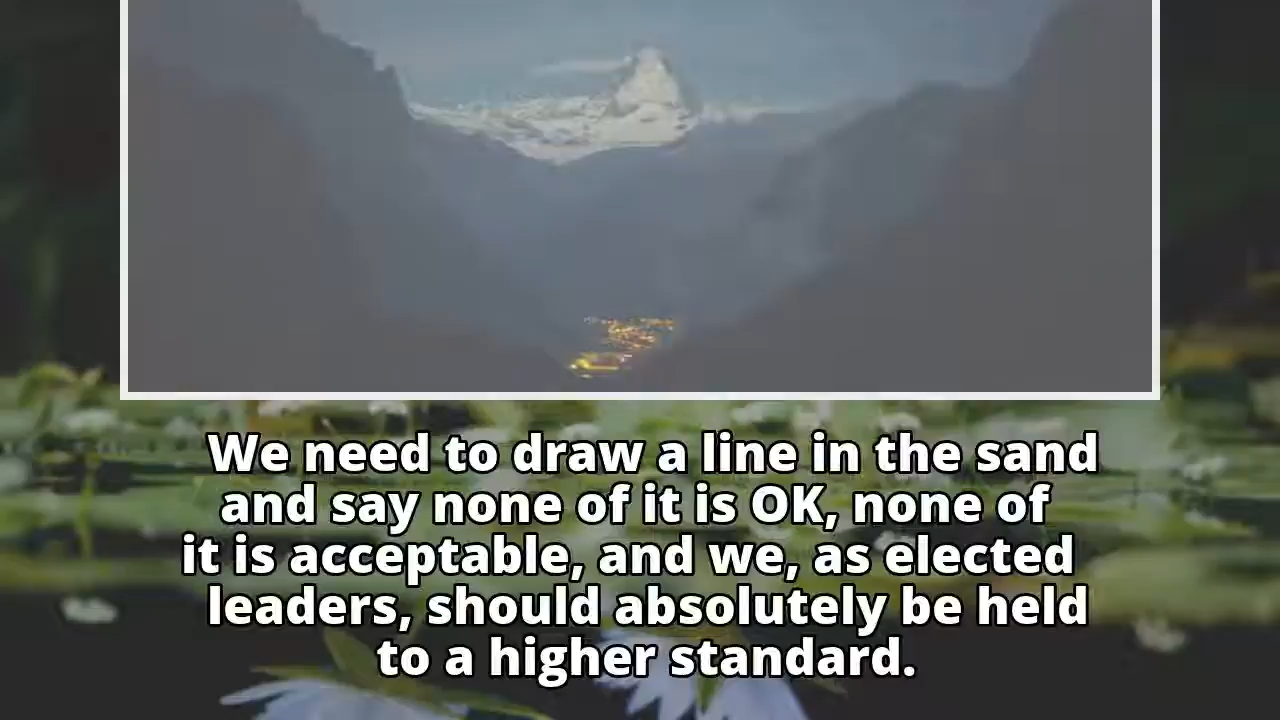 We need to draw a line in the sand
and say none of it is OK, none of
it is acceptable, and we, as elected
leaders, should absolutely be held
to a higher standard.